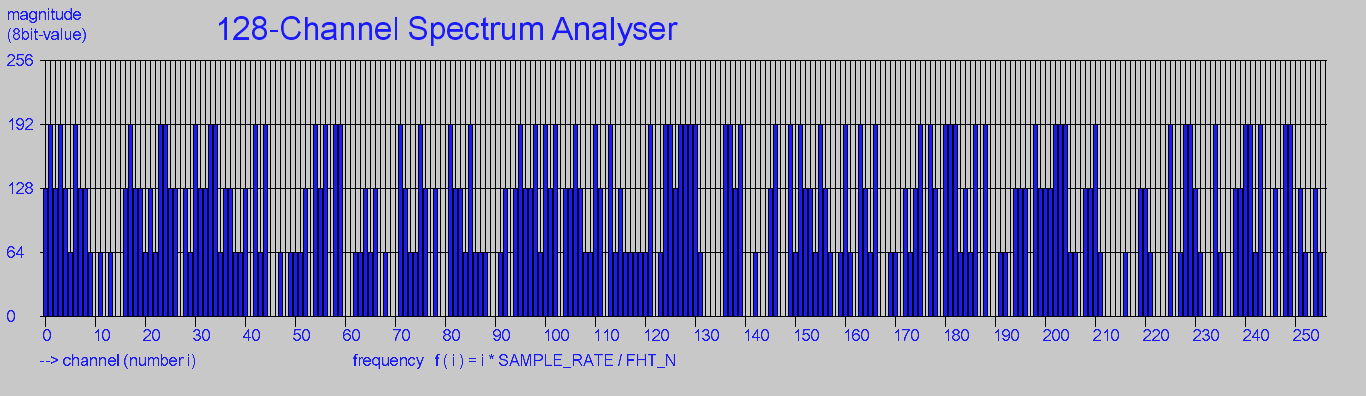 magnitude
(8bit-value)
128-Channel Spectrum Analyser
256
192
128
64
0
0 10 20 30 40 50 60 70 80 90 100 110 120 130 140 150 160 170 180 190 200 210 220 230 240 250
--> channel (number i) frequency f ( i ) = i * SAMPLE_RATE / FHT_N